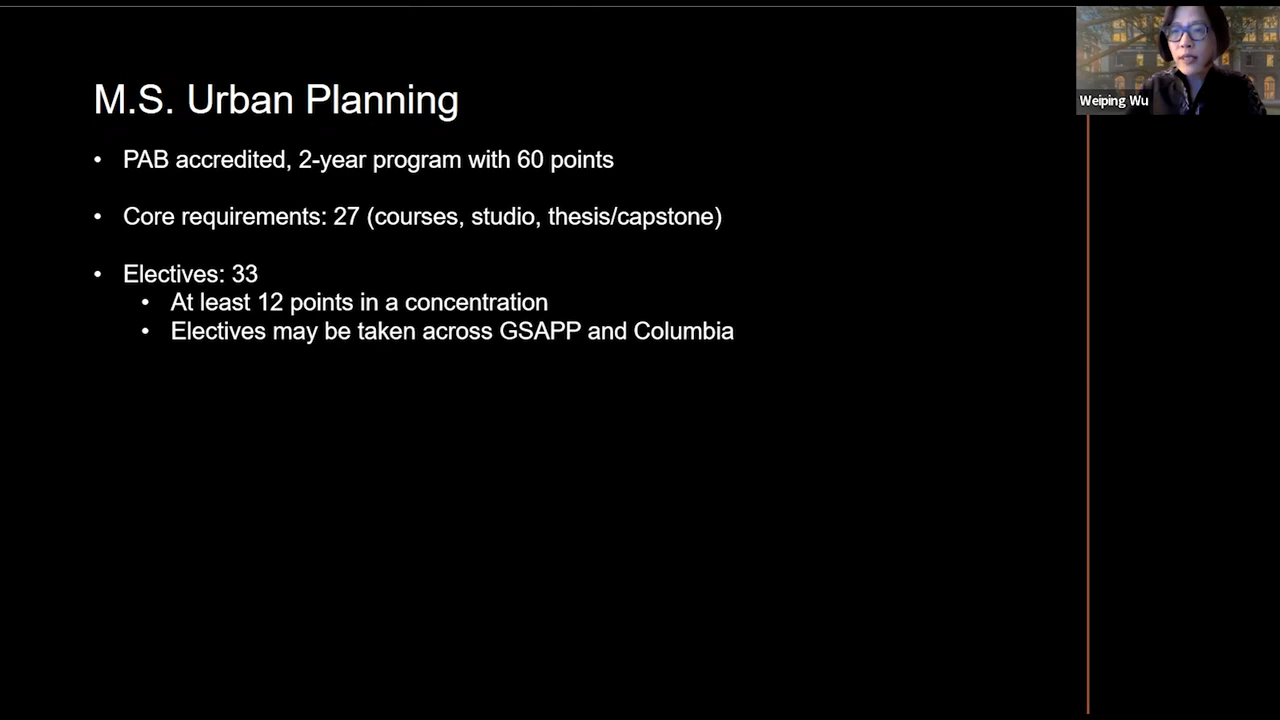 M.S. Urban Planning
• PAB accredited, 2-year program with 60 points
• Core requirements: 27 (courses, studio, thesis/capstone)
• Electives: 33
• At least 12 points in a concentration
• Electives may be taken across GSAPP and Columbia
Weiping Wu